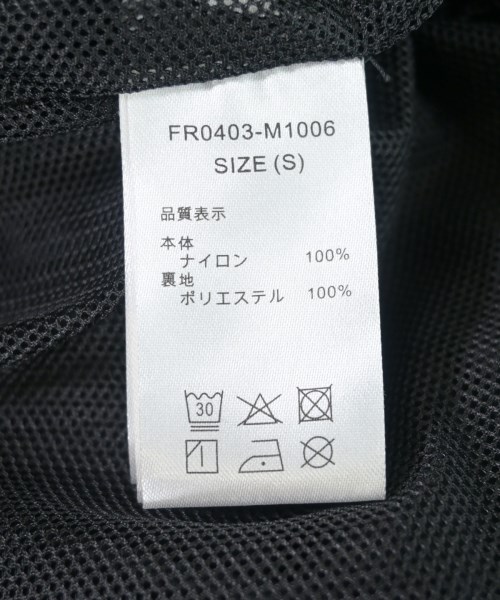 FR0403-M1006
SIZE (S)
品質表示
本体
ナイロン 100%
裏地
ポリエステル 100%
30